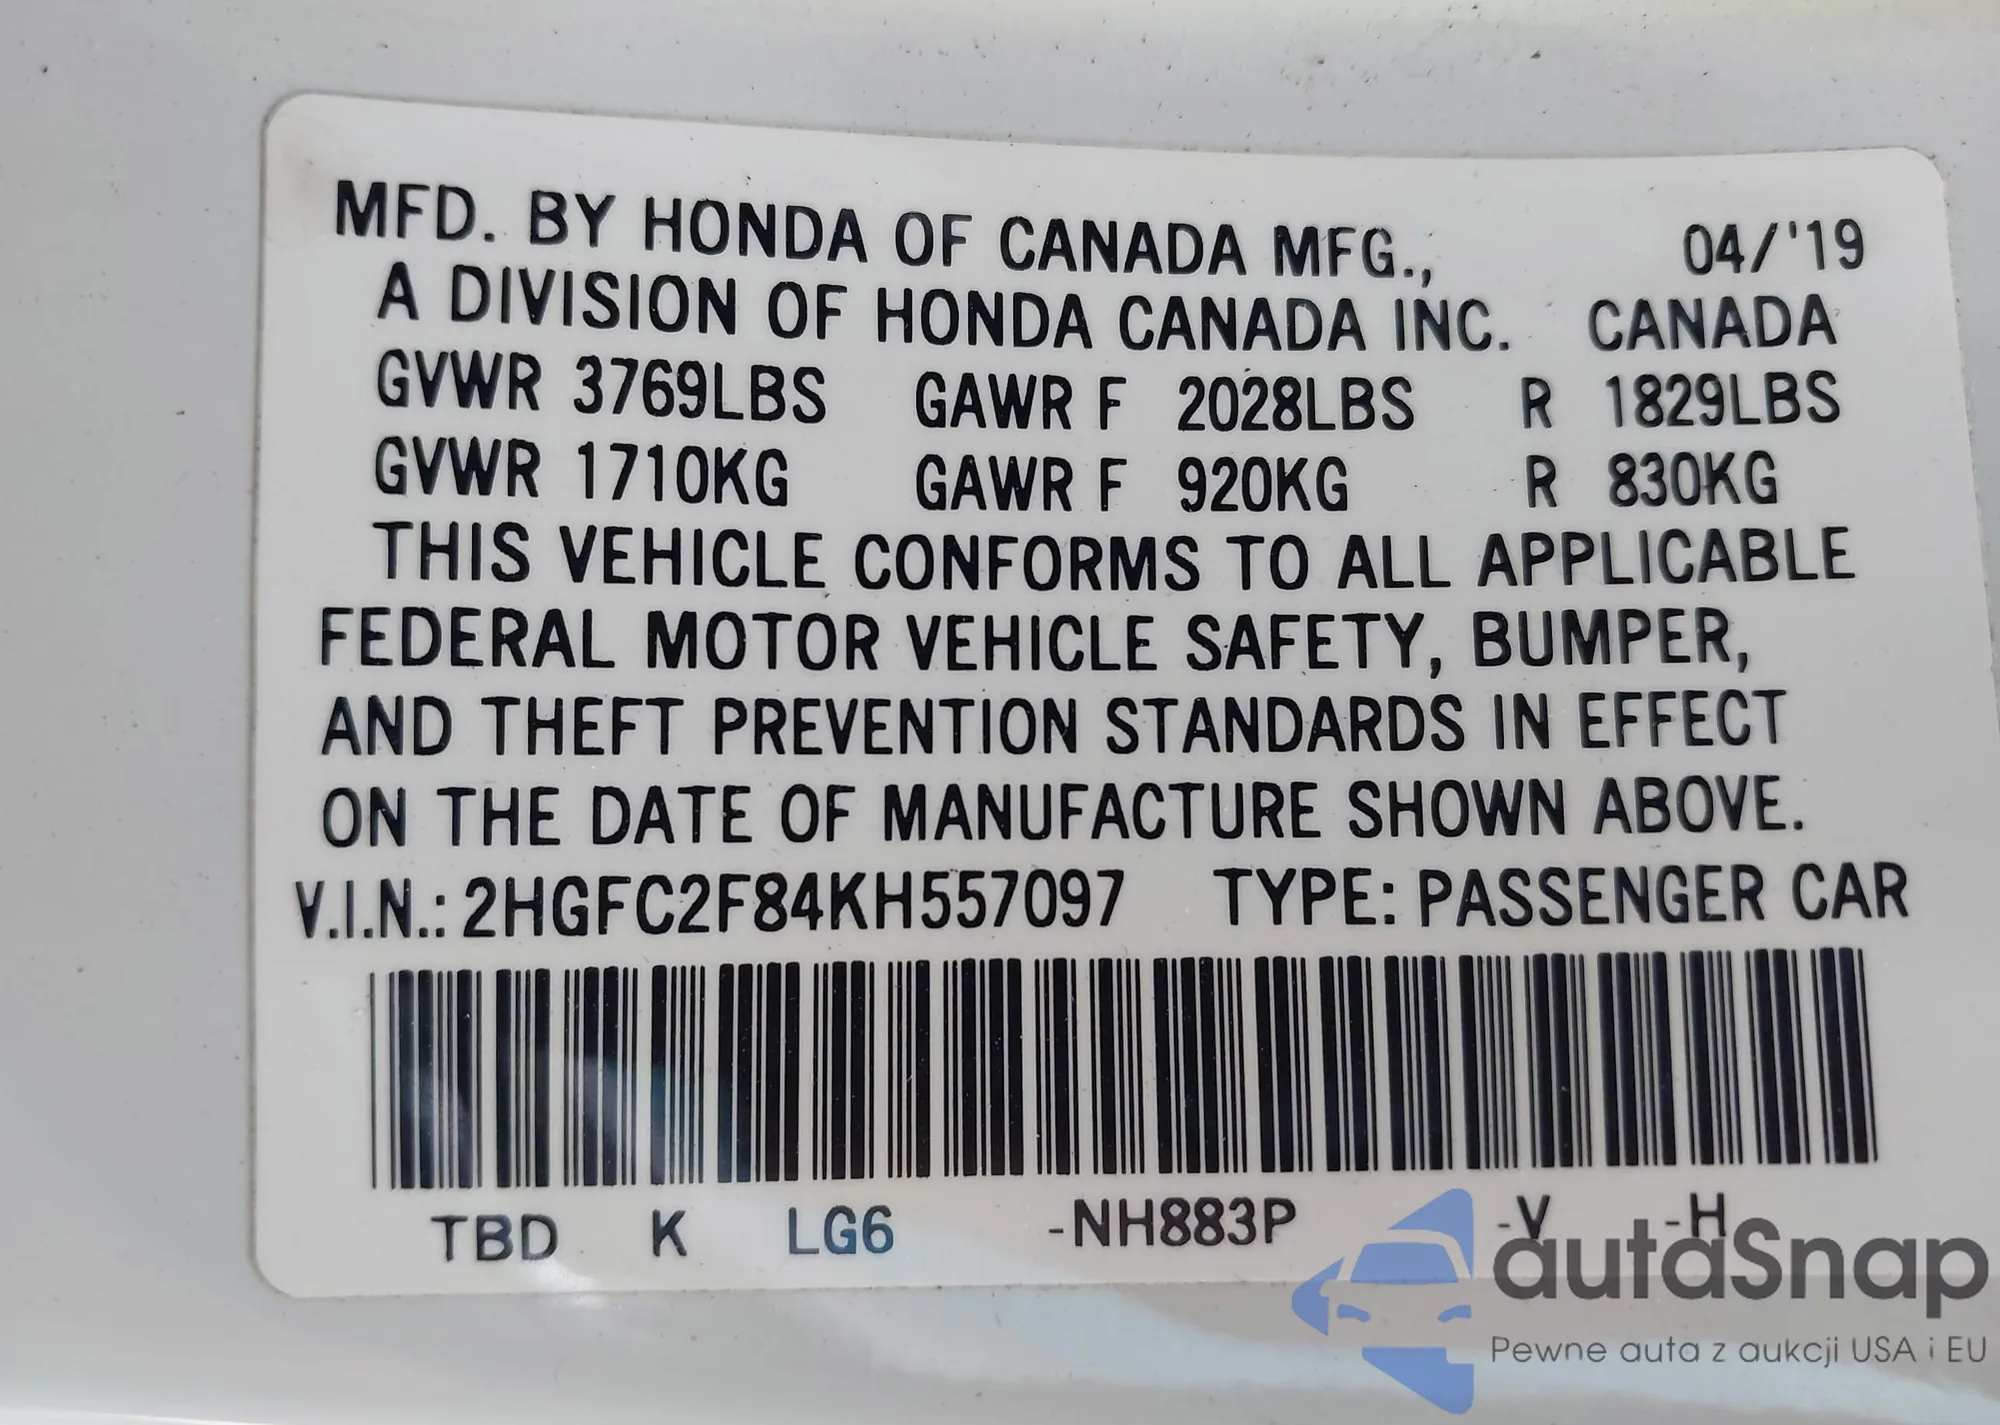 MFD. BY HONDA OF CANADA MFG., 04/'19
A DIVISION OF HONDA CANADA INC. CANADA
GVWR 3769LBS GAWR F 2028LBS R 1829LBS
GVWR 1710KG GAWR F 920KG R 830KG
THIS VEHICLE CONFORMS TO ALL APPLICABLE
FEDERAL MOTOR VEHICLE SAFETY, BUMPER,
AND THEFT PREVENTION STANDARDS IN EFFECT
ON THE DATE OF MANUFACTURE SHOWN ABOVE.
V.I.N.: 2HGFC2F84KH557097 TYPE: PASSENGER CAR
TBD K LG6 -NH883P -V -H
autaSnap
Pewne auta z aukcji USA i EU